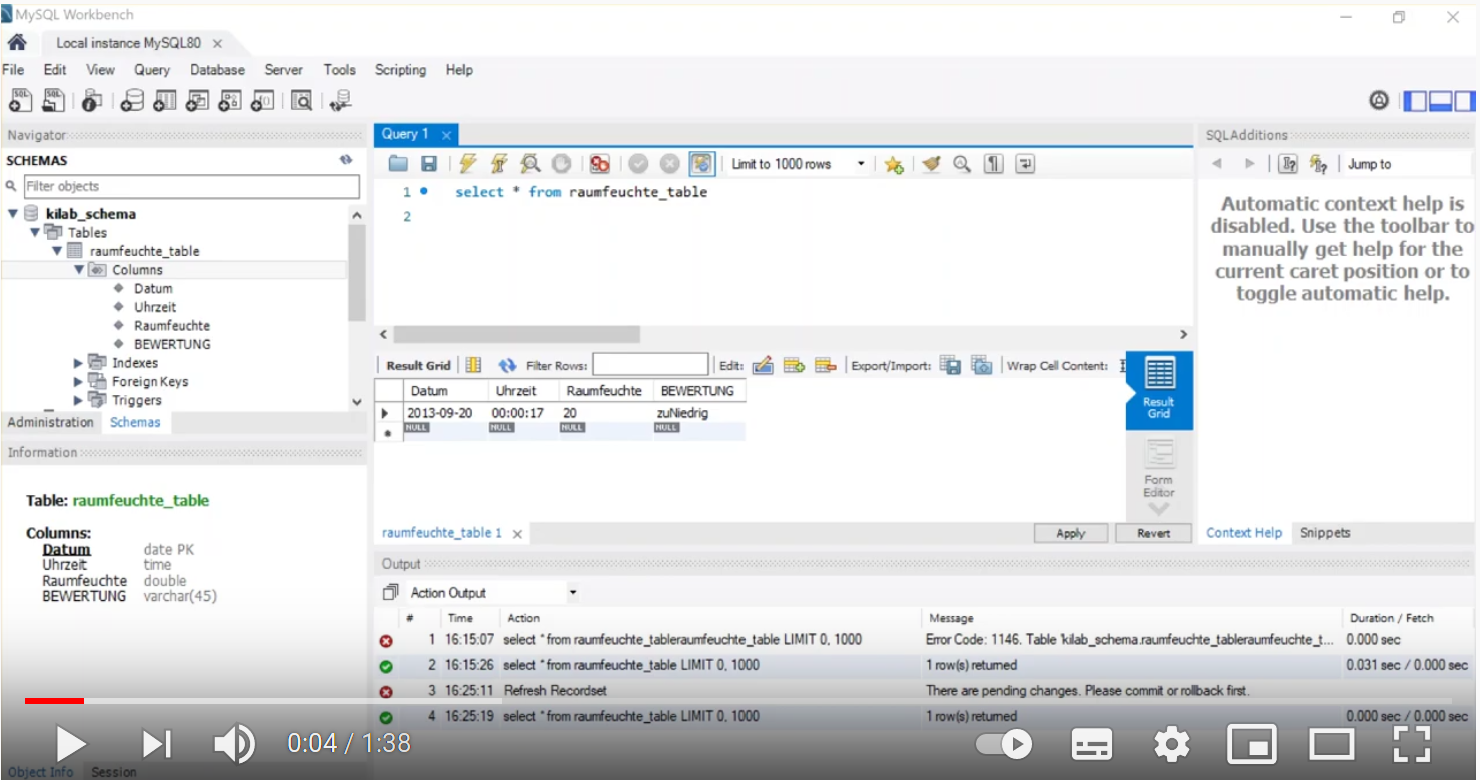 MySQL Workbench
Local instance MySQL80
File Edit View Query Database Server Tools Scripting Help
Navigator
SCHEMAS
Filter objects
kilab_schema
Tables
raumfeuchte_table
Columns
Datum
Uhrzeit
Raumfeuchte
BEWERTUNG
Indexes
Foreign Keys
Triggers
Administration Schemas
Information
Table: raumfeuchte_table
Columns:
Datum date PK
Uhrzeit time
Raumfeuchte double
BEWERTUNG varchar(45)
Object Info Session
Query 1
Limit to 1000 rows
1 select * from raumfeuchte_table
2
Result Grid Filter Rows: Edit: Export/Import: Wrap Cell Content:
Datum Uhrzeit Raumfeuchte BEWERTUNG
2013-09-20 00:00:17 20 zuNiedrig
NULL NULL NULL NULL
Result
Grid
Form
Editor
raumfeuchte_table 1
Apply Revert
SQLAdditions
Jump to
Automatic context help is
disabled. Use the toolbar to
manually get help for the
current caret position or to
toggle automatic help.
Context Help Snippets
Output
Action Output
# Time Action Message Duration / Fetch
1 16:15:07 select * from raumfeuchte_tableraumfeuchte_table LIMIT 0, 1000 Error Code: 1146. Table 'kilab_schema.raumfeuchte_tableraumfeuchte_t... 0.000 sec
2 16:15:26 select * from raumfeuchte_table LIMIT 0, 1000 1 row(s) returned 0.031 sec / 0.000 sec
3 16:25:11 Refresh Recordset There are pending changes. Please commit or rollback first.
4 16:25:19 select * from raumfeuchte_table LIMIT 0, 1000 1 row(s) returned 0.000 sec / 0.000 sec
0:04 / 1:38